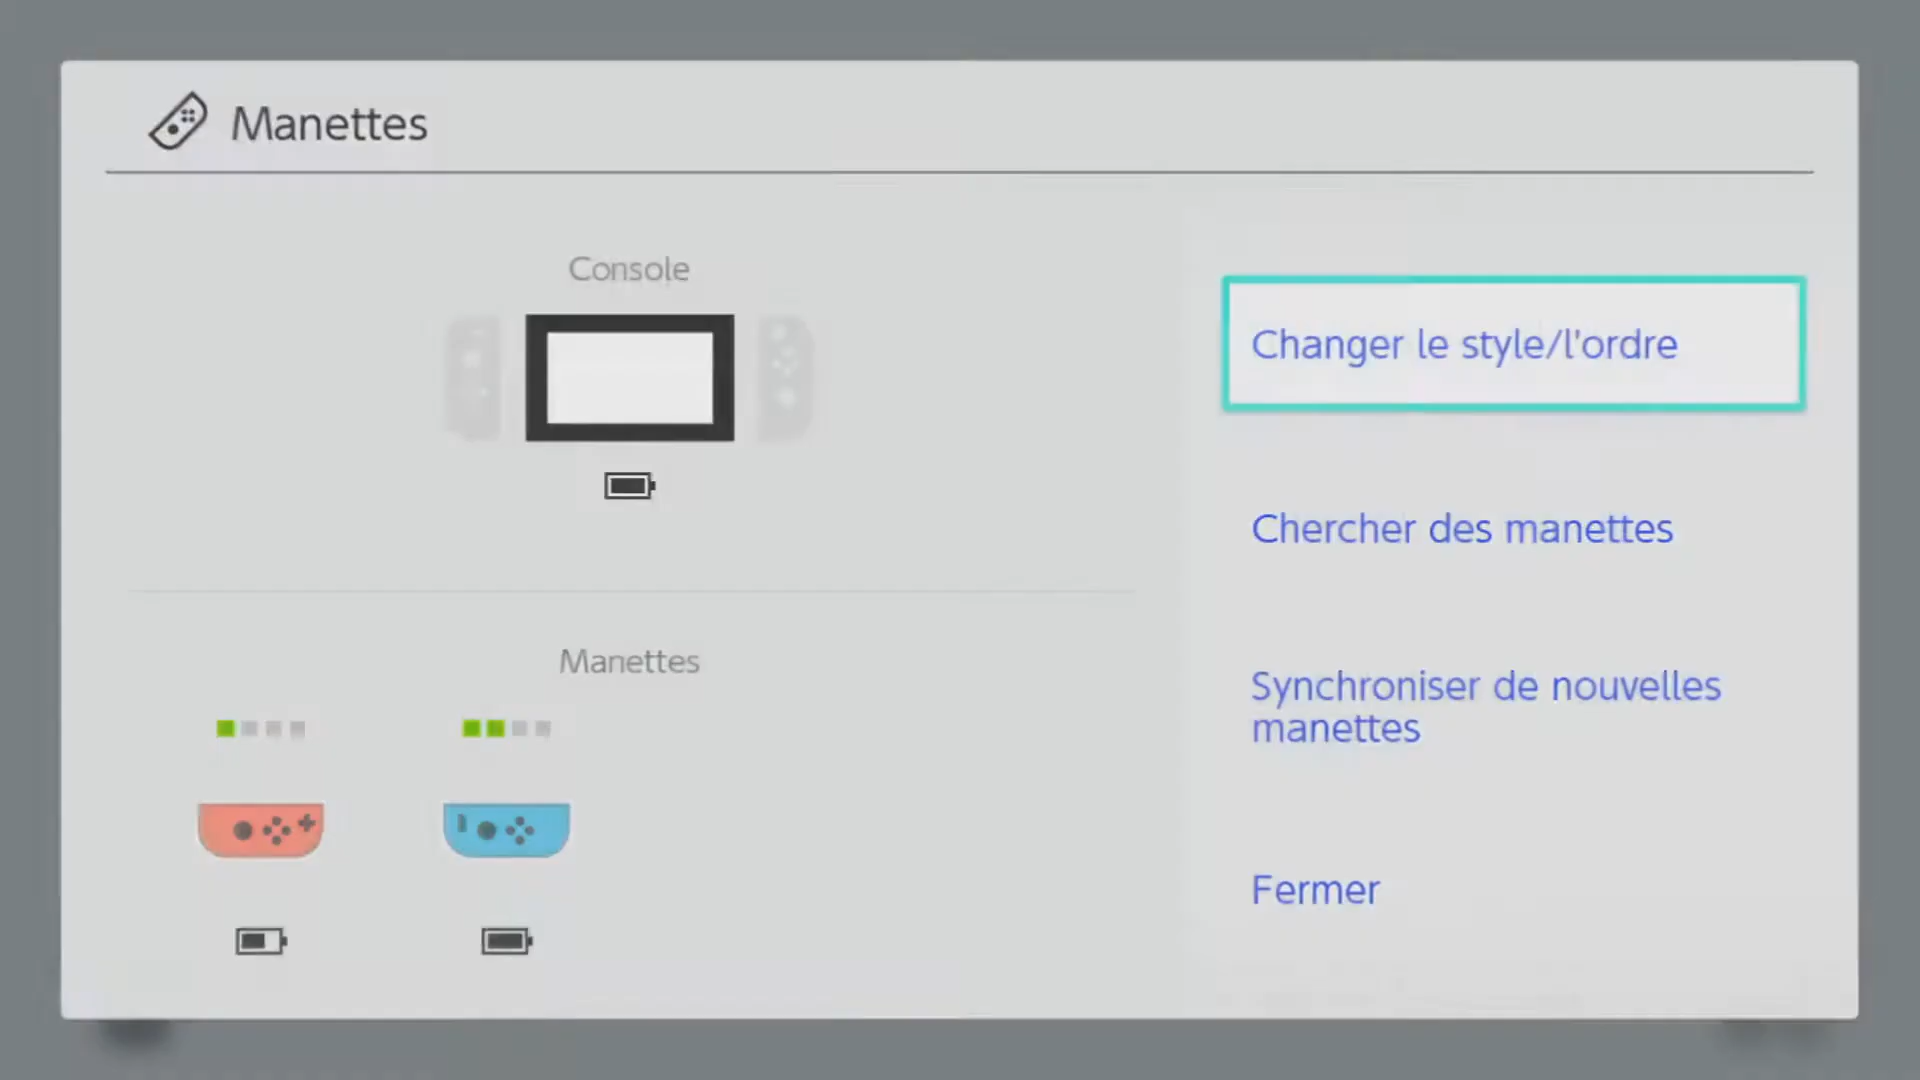 Manettes
Console
Manettes
Changer le style/l'ordre
Chercher des manettes
Synchroniser de nouvelles
manettes
Fermer